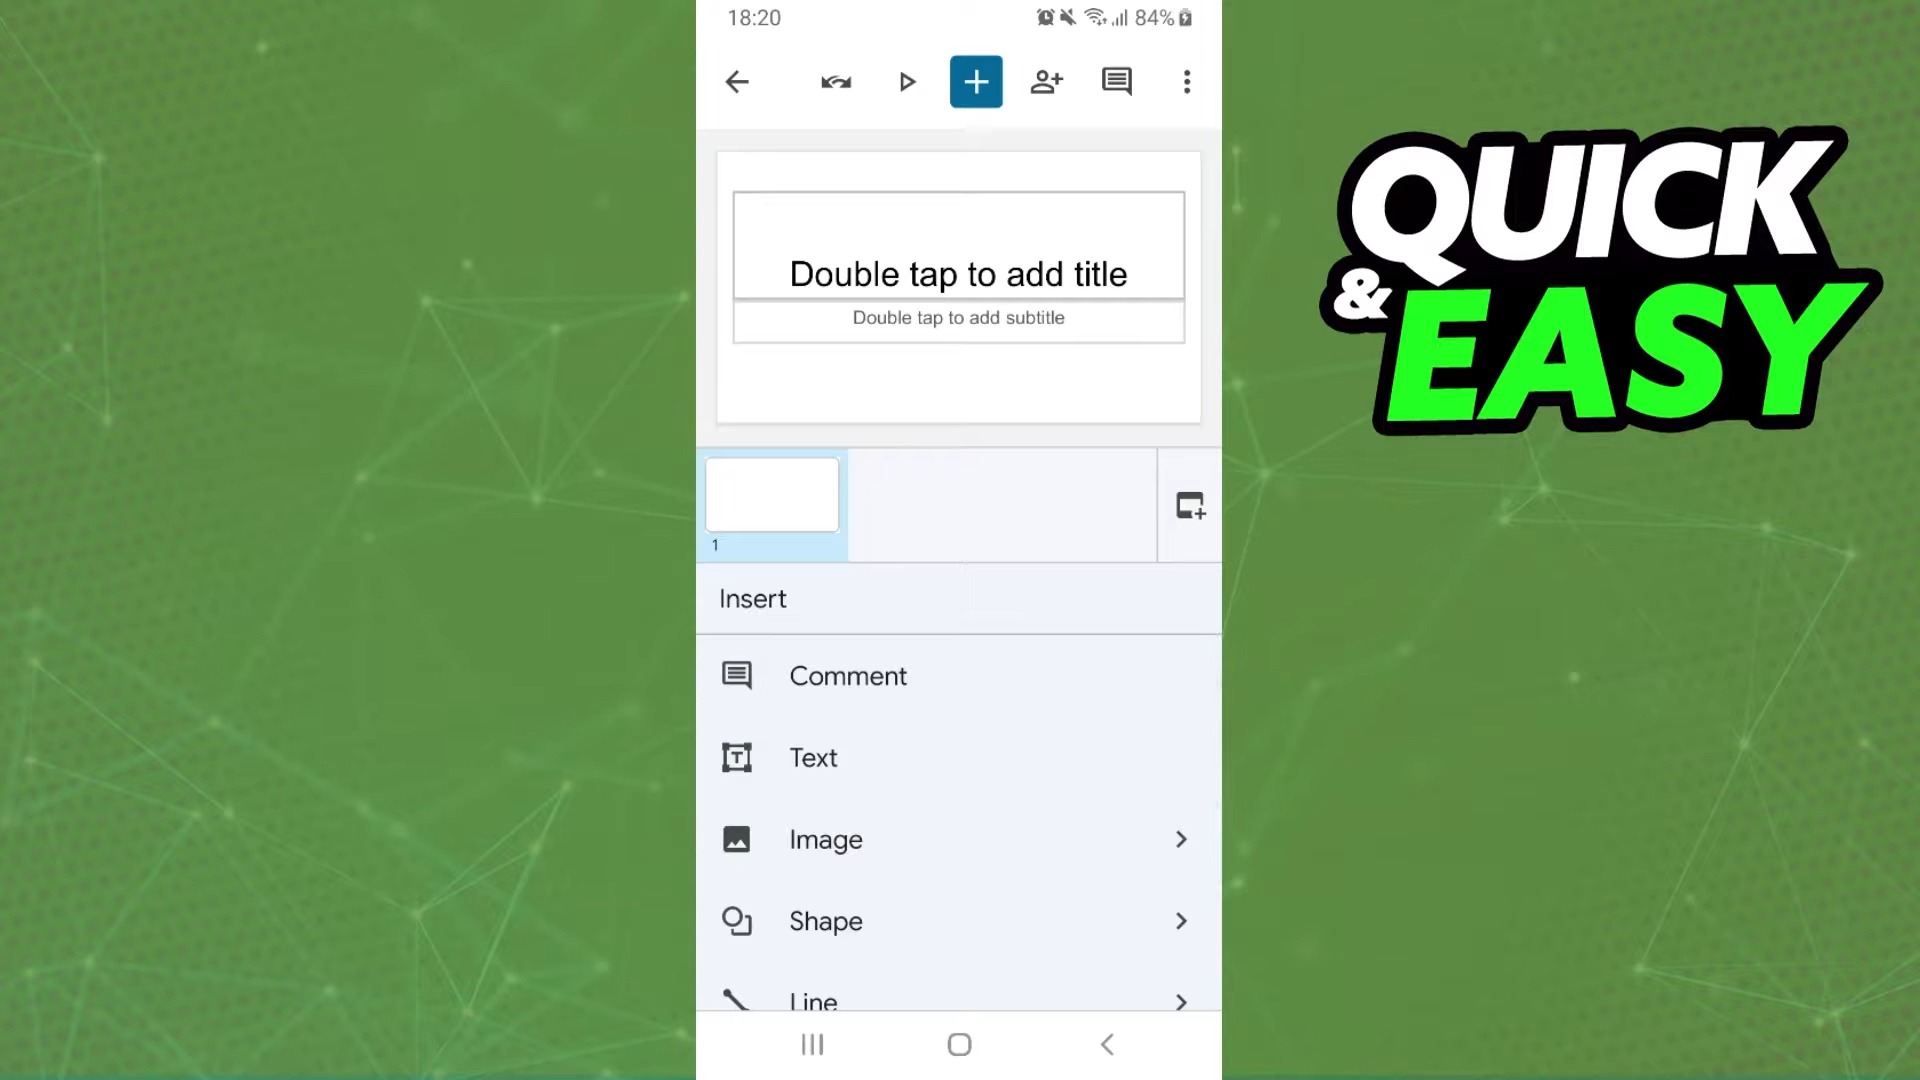 18:20
84%
QUICK
& EASY
Double tap to add title
Double tap to add subtitle
1
Insert
Comment
Text
Image
Shape
Line